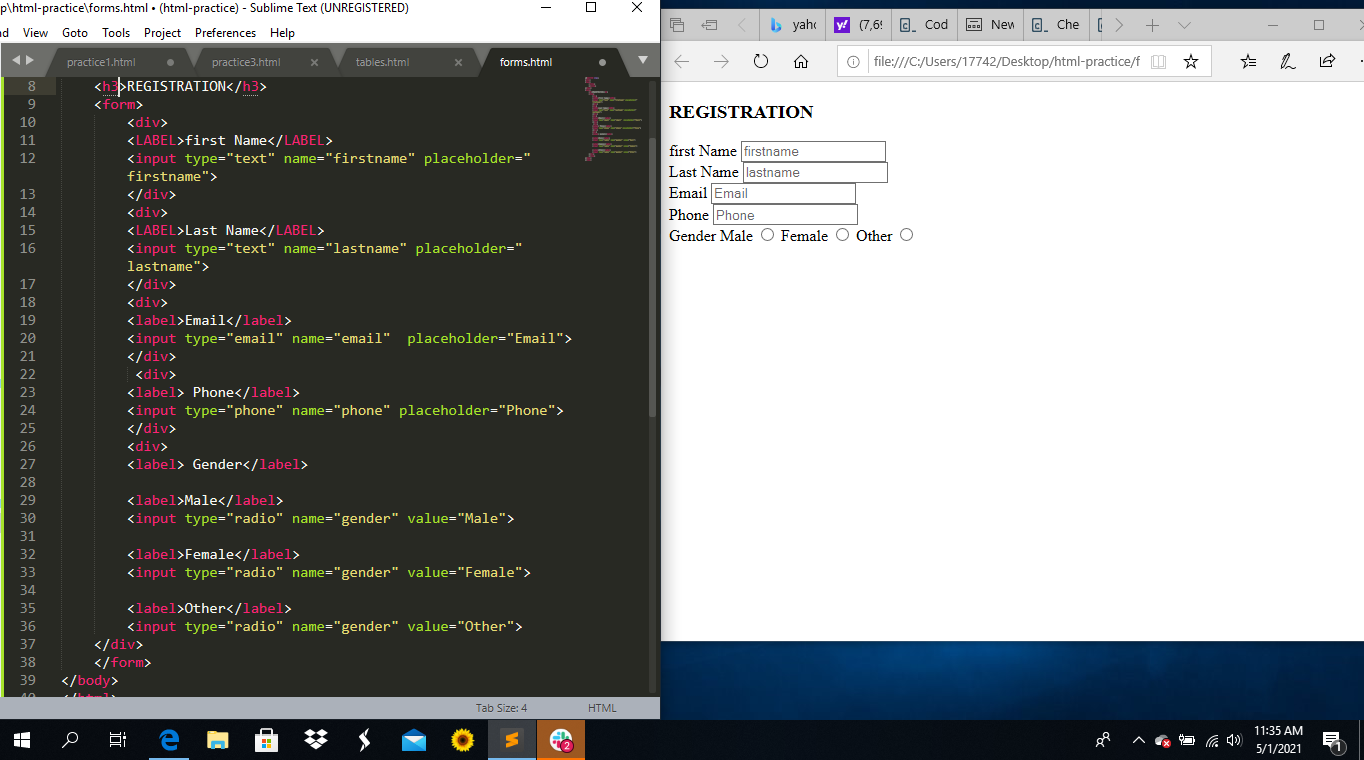 p\html-practice\forms.html • (html-practice) - Sublime Text (UNREGISTERED)
d View Goto Tools Project Preferences Help
practice1.html practice3.html tables.html forms.html
8 <h3>REGISTRATION</h3>
9 <form>
10 <div>
11 <LABEL>first Name</LABEL>
12 <input type="text" name="firstname" placeholder="
firstname">
13 </div>
14 <div>
15 <LABEL>Last Name</LABEL>
16 <input type="text" name="lastname" placeholder="
lastname">
17 </div>
18 <div>
19 <label>Email</label>
20 <input type="email" name="email"  placeholder="Email">
21 </div>
22 <div>
23 <label> Phone</label>
24 <input type="phone" name="phone" placeholder="Phone">
25 </div>
26 <div>
27 <label> Gender</label>
28
29 <label>Male</label>
30 <input type="radio" name="gender" value="Male">
31
32 <label>Female</label>
33 <input type="radio" name="gender" value="Female">
34
35 <label>Other</label>
36 <input type="radio" name="gender" value="Other">
37 </div>
38 </form>
39 </body>
40 </html>
Tab Size: 4 HTML
yaho (7,69 Cod New Che
file:///C:/Users/17742/Desktop/html-practice/f
REGISTRATION
first Name firstname
Last Name lastname
Email Email
Phone Phone
Gender Male Female Other
2
11:35 AM
5/1/2021
1